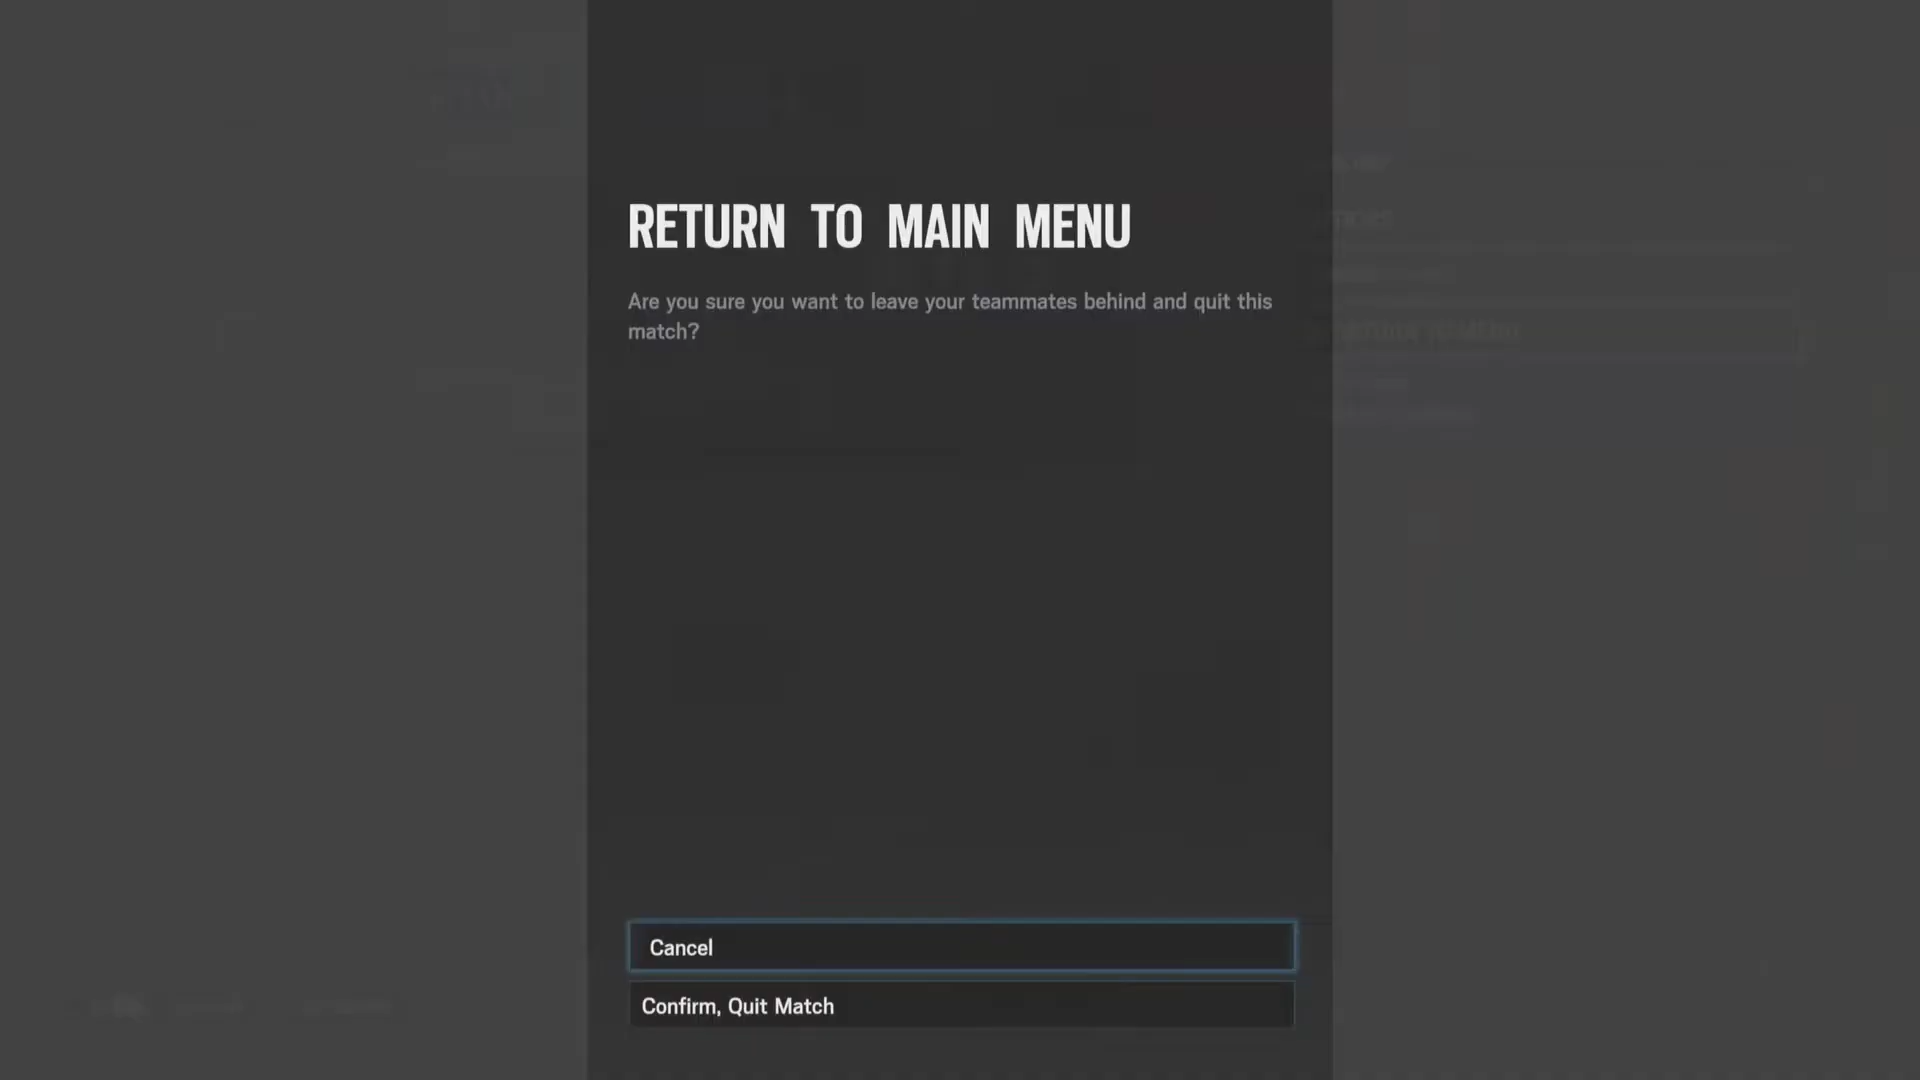 RETURN TO MAIN MENU
Are you sure you want to leave your teammates behind and quit this
match?
Cancel
Confirm, Quit Match